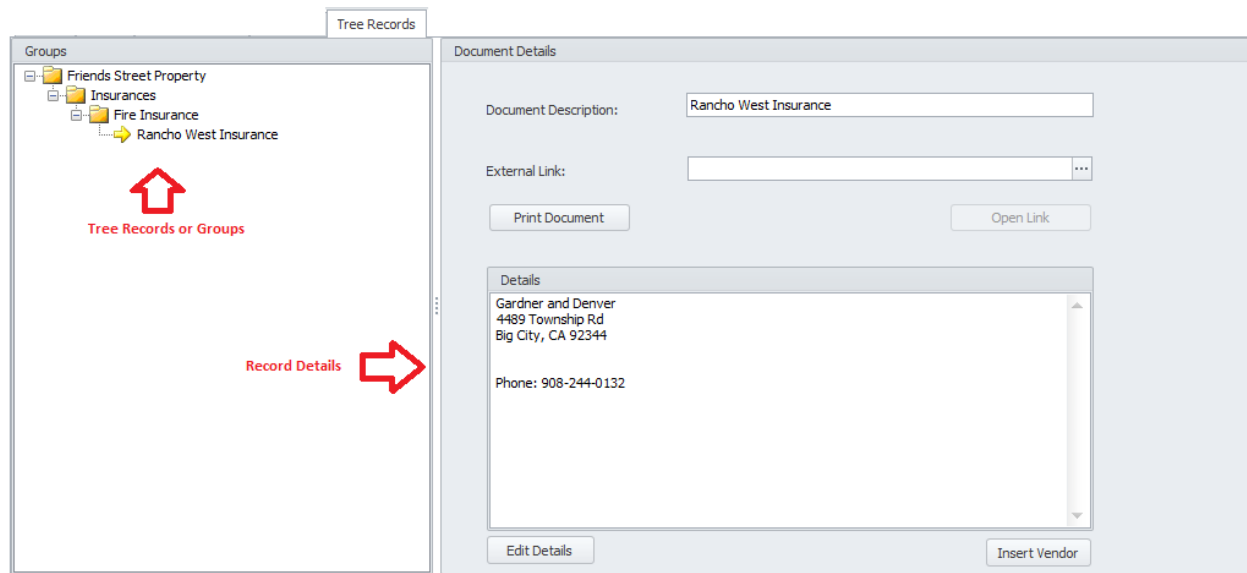 Tree Records
Groups
Friends Street Property
Insurances
Fire Insurance
Rancho West Insurance
Tree Records or Groups
Record Details
Document Details
Document Description:
Rancho West Insurance
External Link:
...
Print Document
Open Link
Details
Gardner and Denver
4489 Township Rd
Big City, CA 92344
Phone: 908-244-0132
Edit Details
Insert Vendor